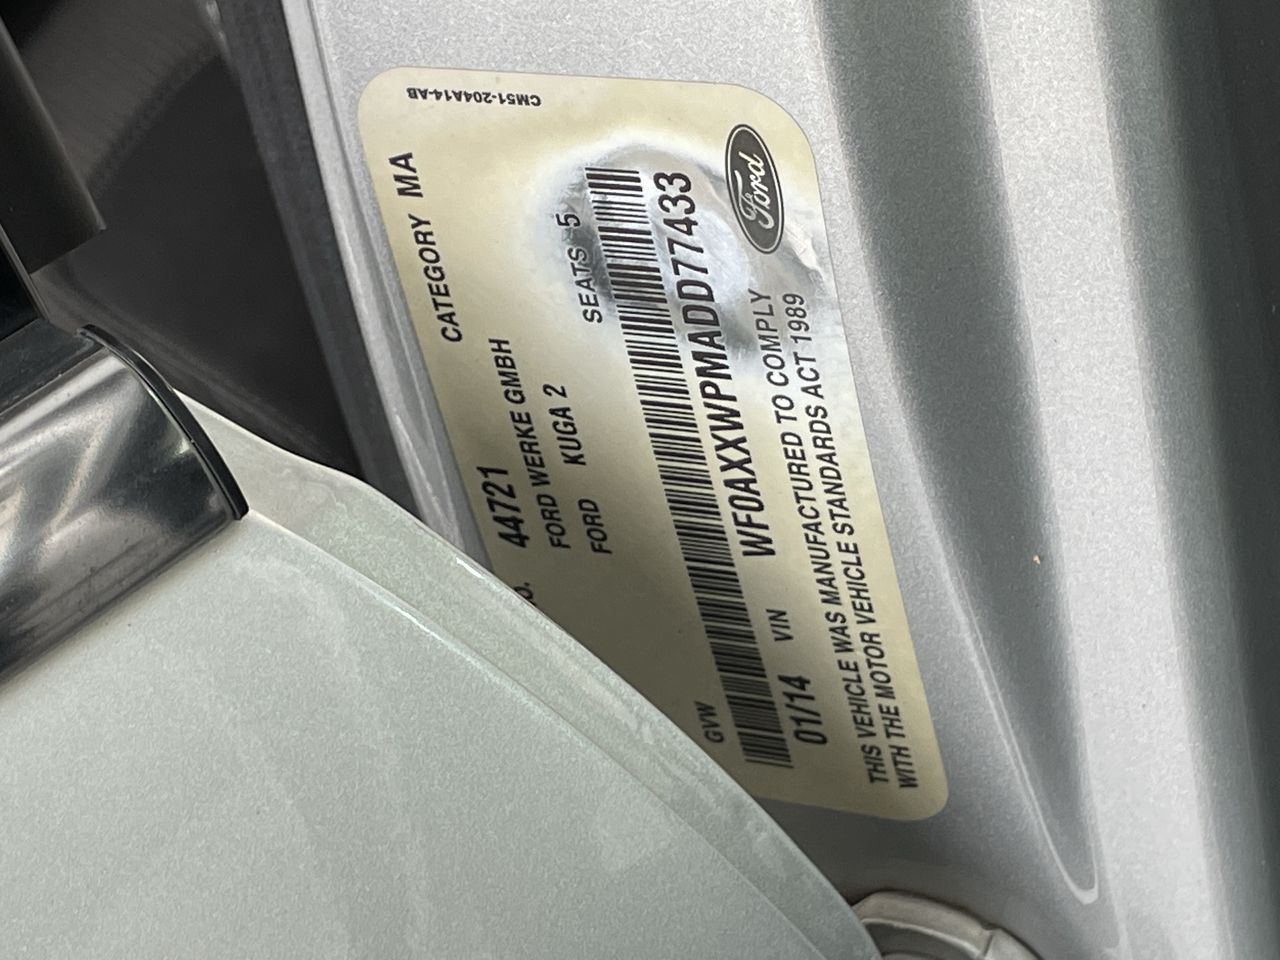 CM51-204A14-AB
CATEGORY MA
44721
FORD WERKE GMBH
FORD KUGA 2 SEATS 5
GVW
WF0AXXWPMADD77433
01/14 VIN
THIS VEHICLE WAS MANUFACTURED TO COMPLY
WITH THE MOTOR VEHICLE STANDARDS ACT 1989
Ford